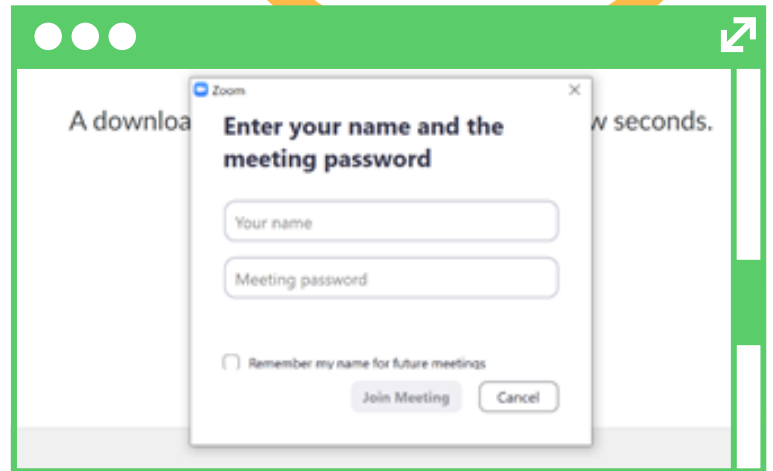 Zoom
A downloa
w seconds.
Enter your name and the
meeting password
Your name
Meeting password
Remember my name for future meetings
Join Meeting
Cancel